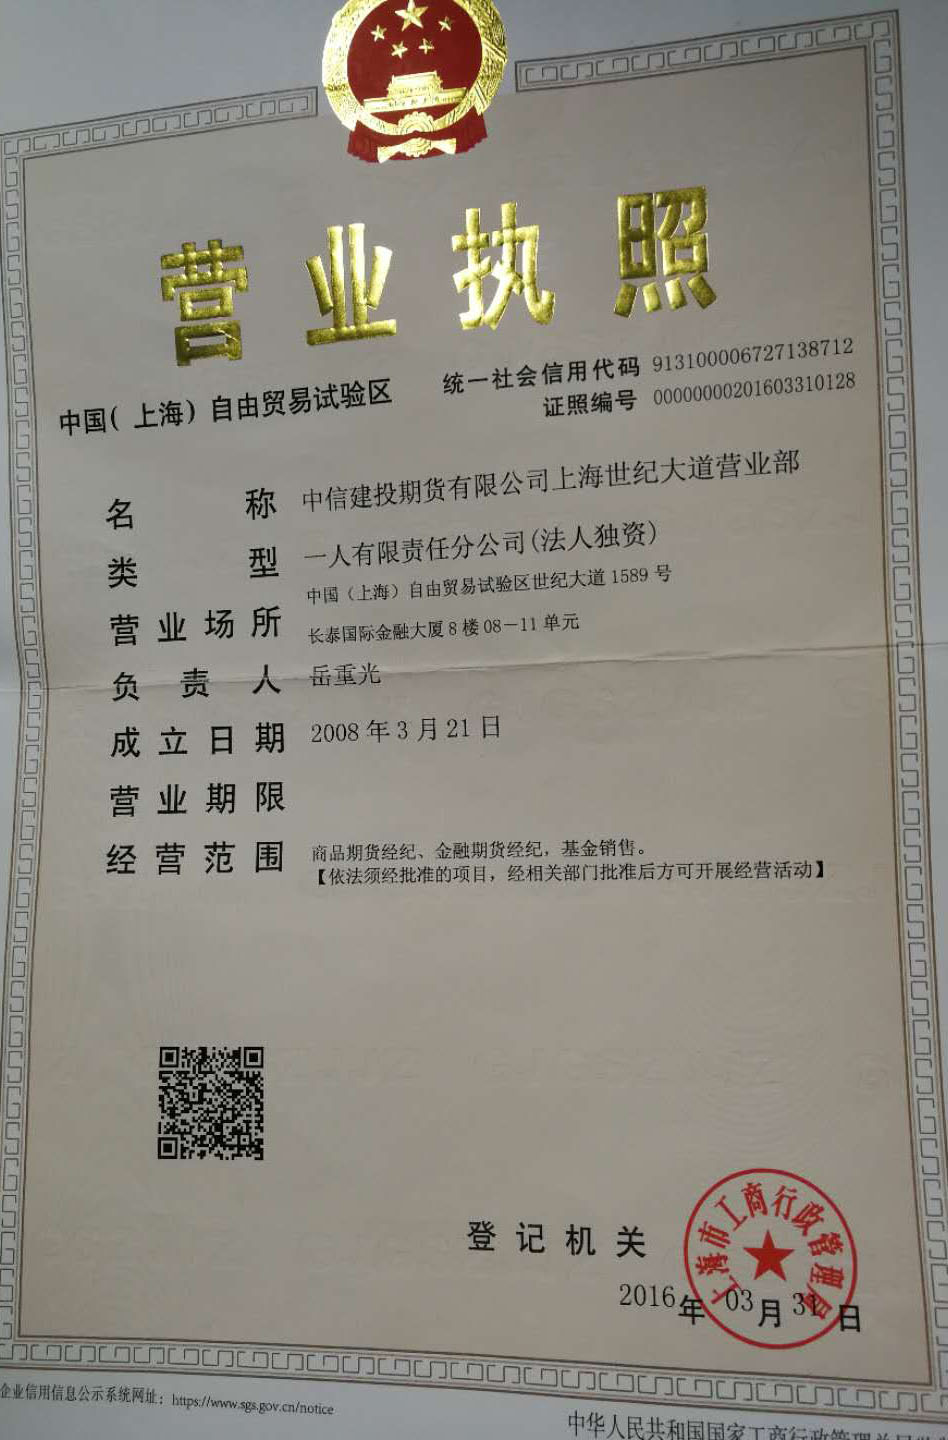 营业执照
中国(上海)自由贸易试验区
统一社会信用代码 913100006727138712
证照编号 00000000201603310128
名称 中信建投期货有限公司上海世纪大道营业部
类型 一人有限责任分公司(法人独资)
营业场所 中国(上海)自由贸易试验区世纪大道1589号
长泰国际金融大厦8楼08-11单元
负责人 岳重光
成立日期 2008年3月21日
营业期限
经营范围 商品期货经纪、金融期货经纪,基金销售。
【依法须经批准的项目,经相关部门批准后方可开展经营活动】
登记机关
上海市工商行政管理局
2016年03月31日
企业信用信息公示系统网址:https://www.sgs.gov.cn/notice
中华人民共和国国家工商行政管理总局监制